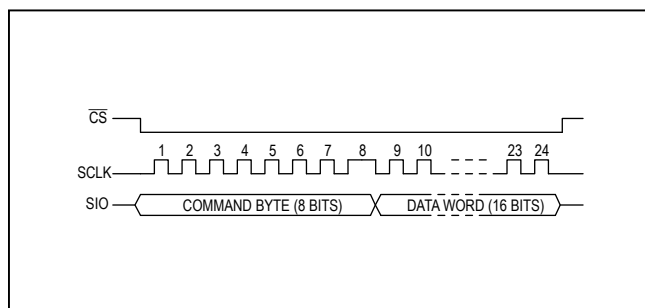 CS
1 2 3 4 5 6 7 8 9 10 23 24
SCLK
SIO COMMAND BYTE (8 BITS) DATA WORD (16 BITS)